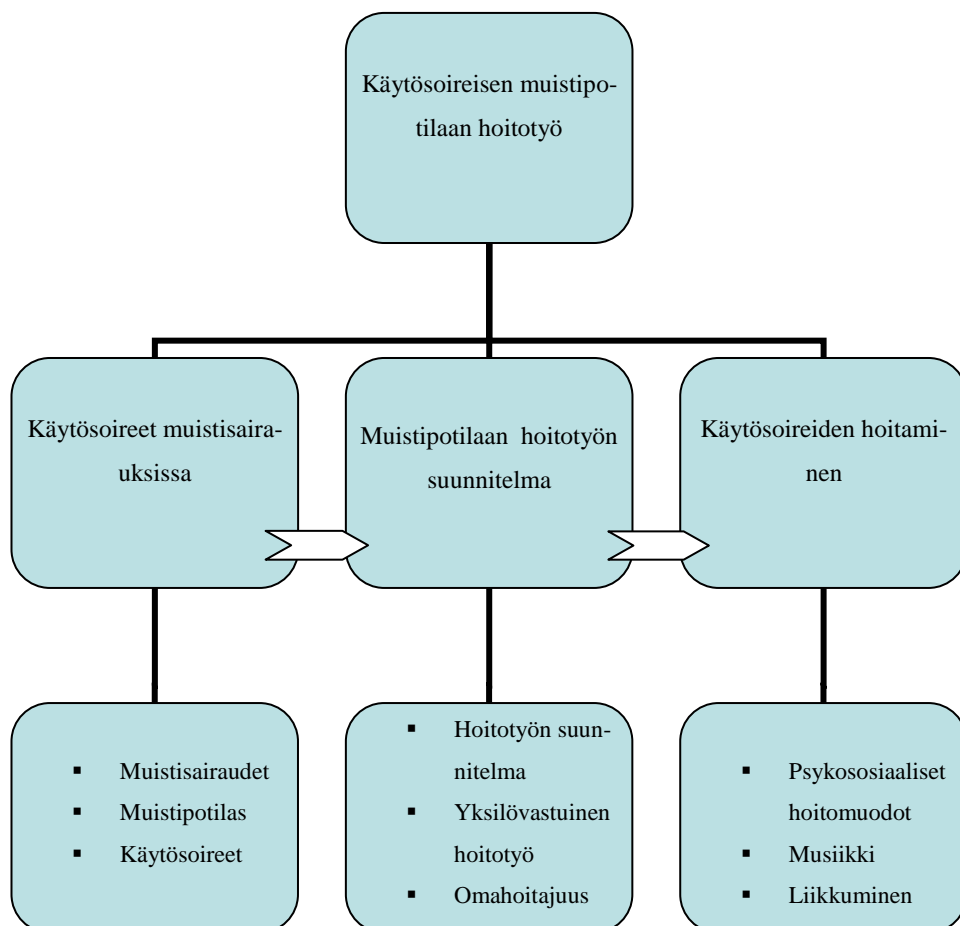 Käytösoireisen muistipo-
tilaan hoitotyö
Käytösoireet muistisaira-
uksissa
Muistipotilaan hoitotyön
suunnitelma
Käytösoireiden hoitami-
nen
▪ Muistisairaudet
▪ Muistipotilas
▪ Käytösoireet
▪ Hoitotyön suun-
nitelma
▪ Yksilövastuinen
hoitotyö
▪ Omahoitajuus
▪ Psykososiaaliset
hoitomuodot
▪ Musiikki
▪ Liikkuminen